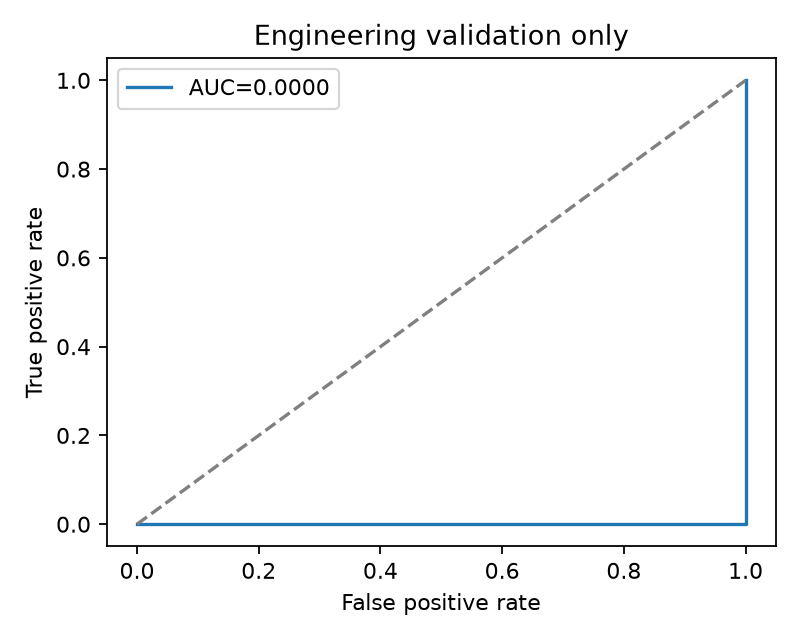 Engineering validation only
AUC=0.0000
1.0
0.8
0.6
0.4
0.2
0.0
True positive rate
0.0 0.2 0.4 0.6 0.8 1.0
False positive rate